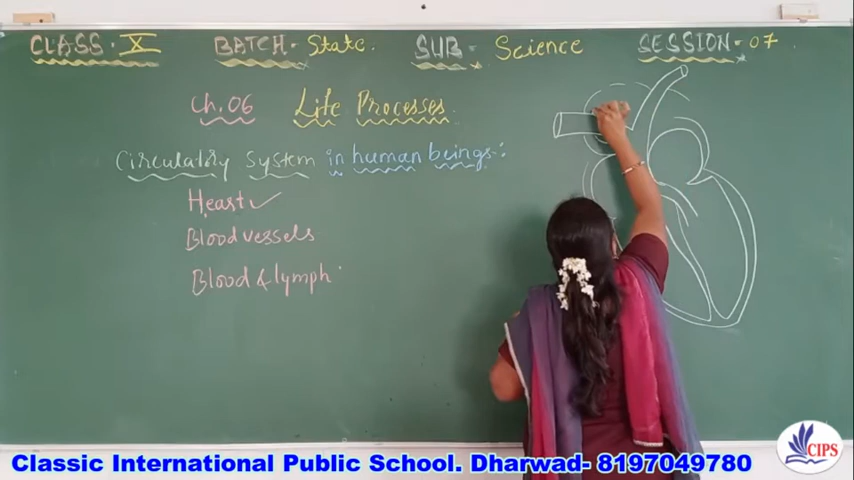 CLASS - X BATCH - State. SUB - Science SESSION - 07
Ch. 06 Life Processes.
Circulatory System in human beings -:
Heart ✓
Blood vessels
Blood & lymph
CIPS
Classic International Public School. Dharwad- 8197049780